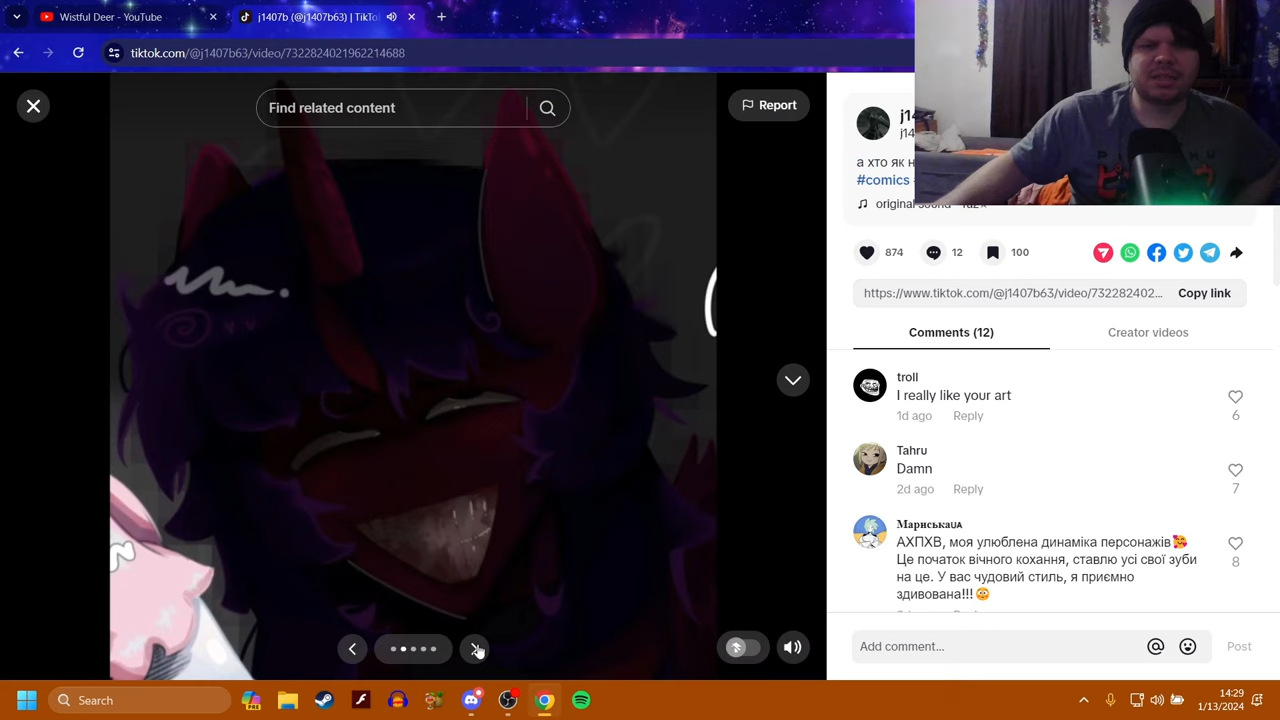 Wistful Deer - YouTube
j1407b (@j1407b63) | TikTo
tiktok.com/@j1407b63/video/7322824021962214688
Find related content
Report
j14
j14
а хто як н
#comics
original sound
874
12
100
https://www.tiktok.com/@j1407b63/video/732282402...
Copy link
Comments (12)
Creator videos
troll
I really like your art
1d ago
Reply
6
Tahru
Damn
2d ago
Reply
7
МариськаUA
АХПХВ, моя улюблена динаміка персонажів🥰
Це початок вічного кохання, ставлю усі свої зуби
на це. У вас чудовий стиль, я приємно
здивована!!!😳
8
Add comment...
Post
Search
14:29
1/13/2024